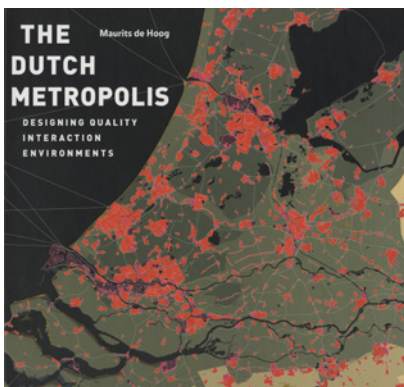 THE
Maurits de Hoog
DUTCH
METROPOLIS
DESIGNING QUALITY
INTERACTION
ENVIRONMENTS